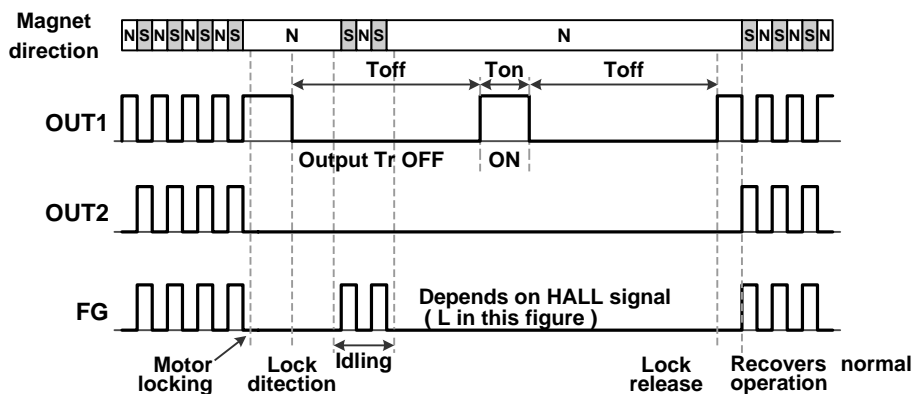 Magnet direction
N S N S N S N S N S N S N S N S N S N
Toff Ton Toff
OUT1
Output Tr OFF ON
OUT2
FG
Depends on HALL signal
( L in this figure )
Motor locking
Lock ditection
Idling
Lock release
Recovers normal operation